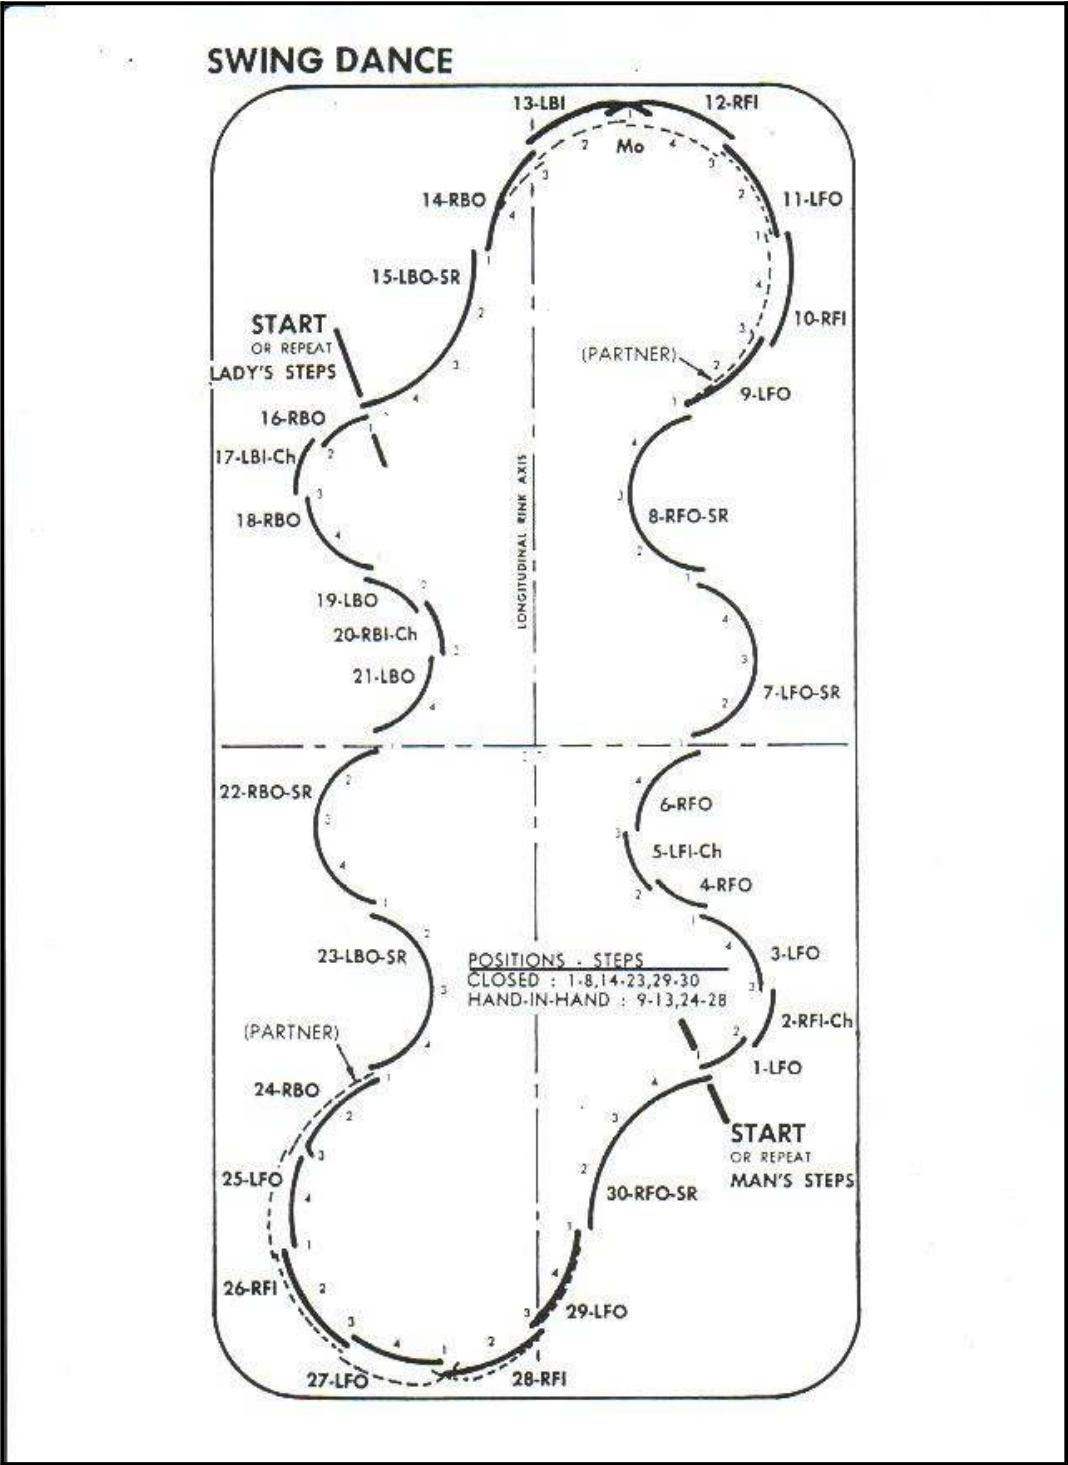 SWING DANCE
13-LBI
12-RFI
Mo
14-RBO
11-LFO
15-LBO-SR
10-RFI
START
OR REPEAT
LADY'S STEPS
(PARTNER)
9-LFO
16-RBO
17-LBI-Ch
18-RBO
8-RFO-SR
LONGITUDINAL RINK AXIS
19-LBO
20-RBI-Ch
21-LBO
7-LFO-SR
22-RBO-SR
6-RFO
5-LFI-Ch
4-RFO
23-LBO-SR
3-LFO
POSITIONS - STEPS
CLOSED : 1-8,14-23,29-30
HAND-IN-HAND : 9-13,24-28
2-RFI-Ch
1-LFO
(PARTNER)
24-RBO
START
OR REPEAT
MAN'S STEPS
25-LFO
30-RFO-SR
26-RFI
29-LFO
27-LFO
28-RFI